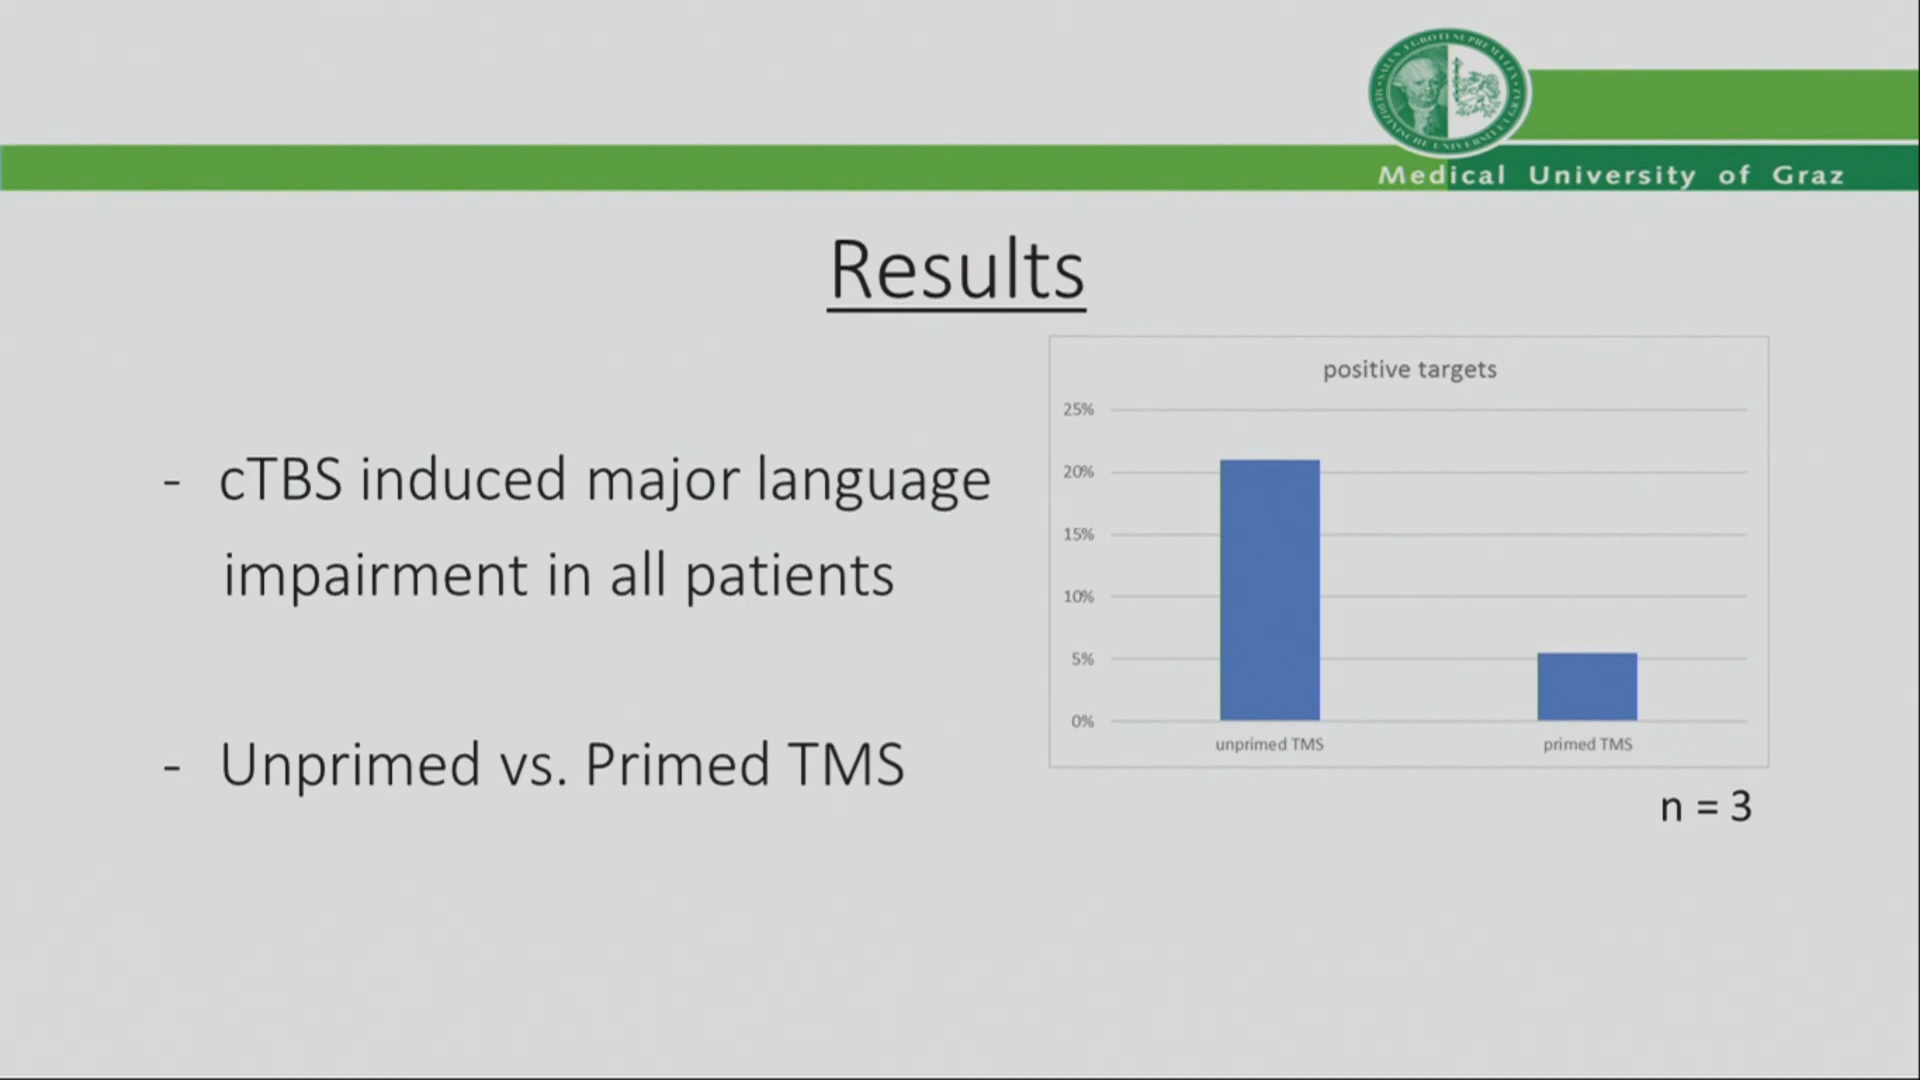 Medical University of Graz
Results
- cTBS induced major language
impairment in all patients
- Unprimed vs. Primed TMS
positive targets
25%
20%
15%
10%
5%
0%
unprimed TMS
primed TMS
n = 3